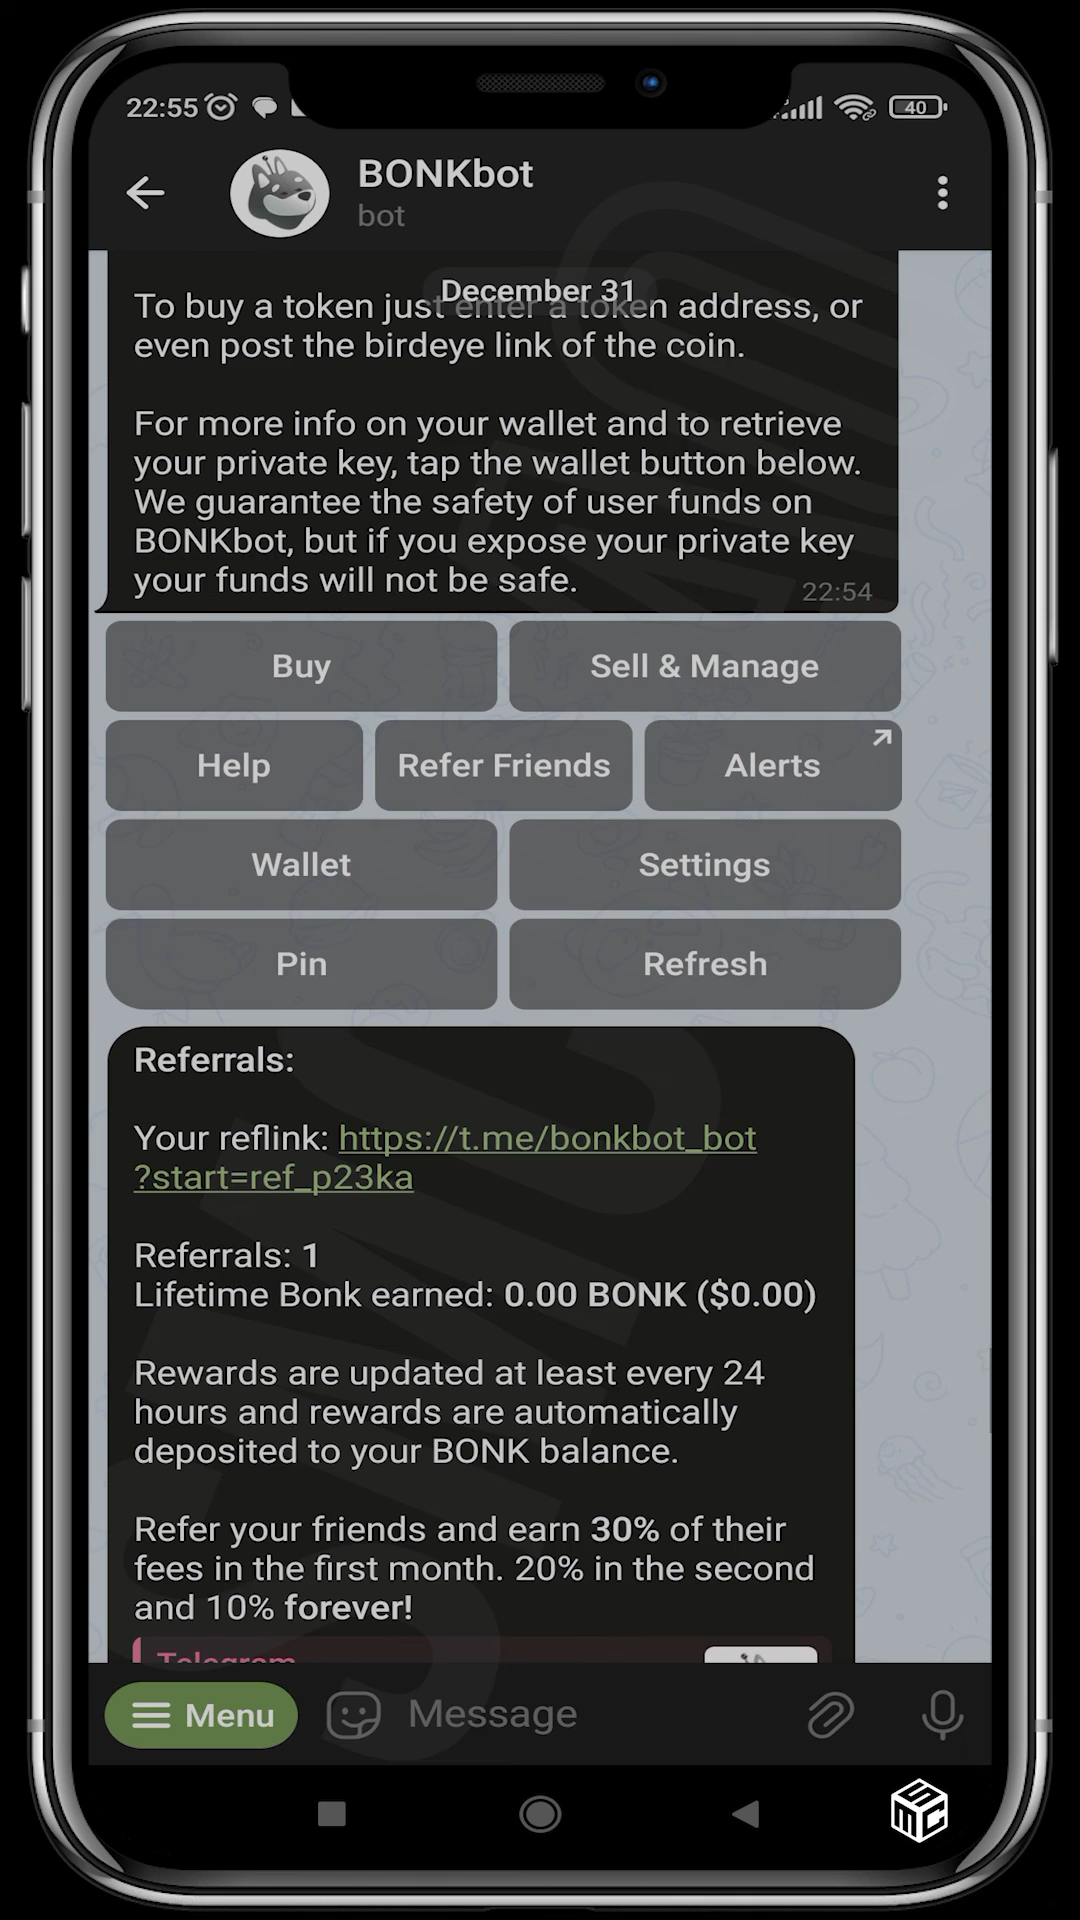 22:55
40
BONKbot
bot
December 31
To buy a token just enter a token address, or
even post the birdeye link of the coin.
For more info on your wallet and to retrieve
your private key, tap the wallet button below.
We guarantee the safety of user funds on
BONKbot, but if you expose your private key
your funds will not be safe.
22:54
Buy
Sell & Manage
Help
Refer Friends
Alerts
Wallet
Settings
Pin
Refresh
Referrals:
Your reflink: https://t.me/bonkbot_bot
?start=ref_p23ka
Referrals: 1
Lifetime Bonk earned: 0.00 BONK ($0.00)
Rewards are updated at least every 24
hours and rewards are automatically
deposited to your BONK balance.
Refer your friends and earn 30% of their
fees in the first month. 20% in the second
and 10% forever!
Telegram
Menu
Message
SMC